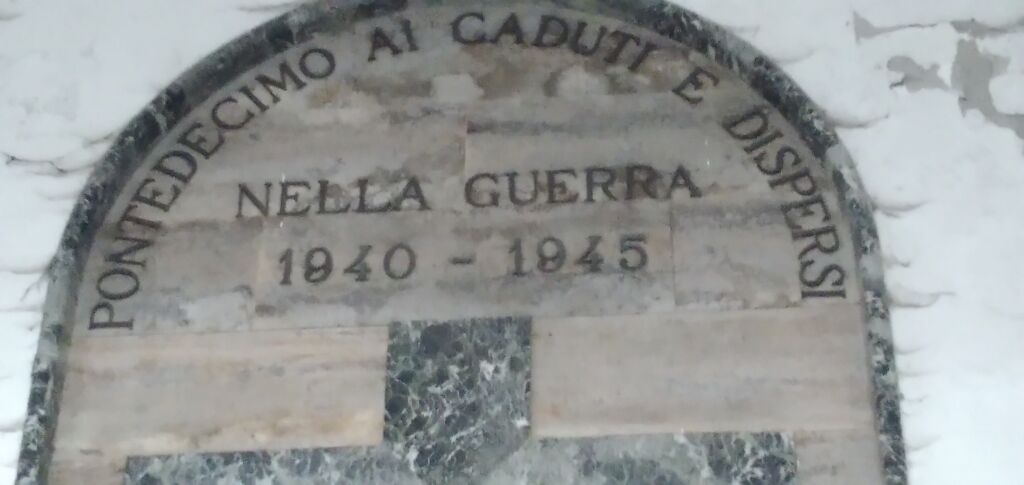 PONTEDECIMO AI CADUTI E DISPERSI
NELLA GUERRA
1940 - 1945